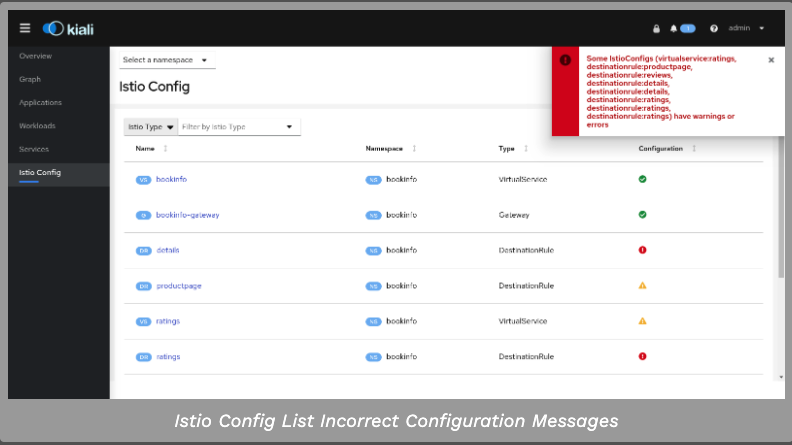 kiali
1
admin
Overview
Graph
Applications
Workloads
Services
Istio Config
Select a namespace
Istio Config
Some IstioConfigs (virtualservice:ratings,
destinationrule:productpage,
destinationrule:reviews,
destinationrule:details,
destinationrule:details,
destinationrule:ratings,
destinationrule:ratings,
destinationrule:ratings) have warnings or
errors
Istio Type Filter by Istio Type
Name Namespace Type Configuration
VS bookinfo NS bookinfo VirtualService
G bookinfo-gateway NS bookinfo Gateway
DR details NS bookinfo DestinationRule
DR productpage NS bookinfo DestinationRule
VS ratings NS bookinfo VirtualService
DR ratings NS bookinfo DestinationRule
Istio Config List Incorrect Configuration Messages